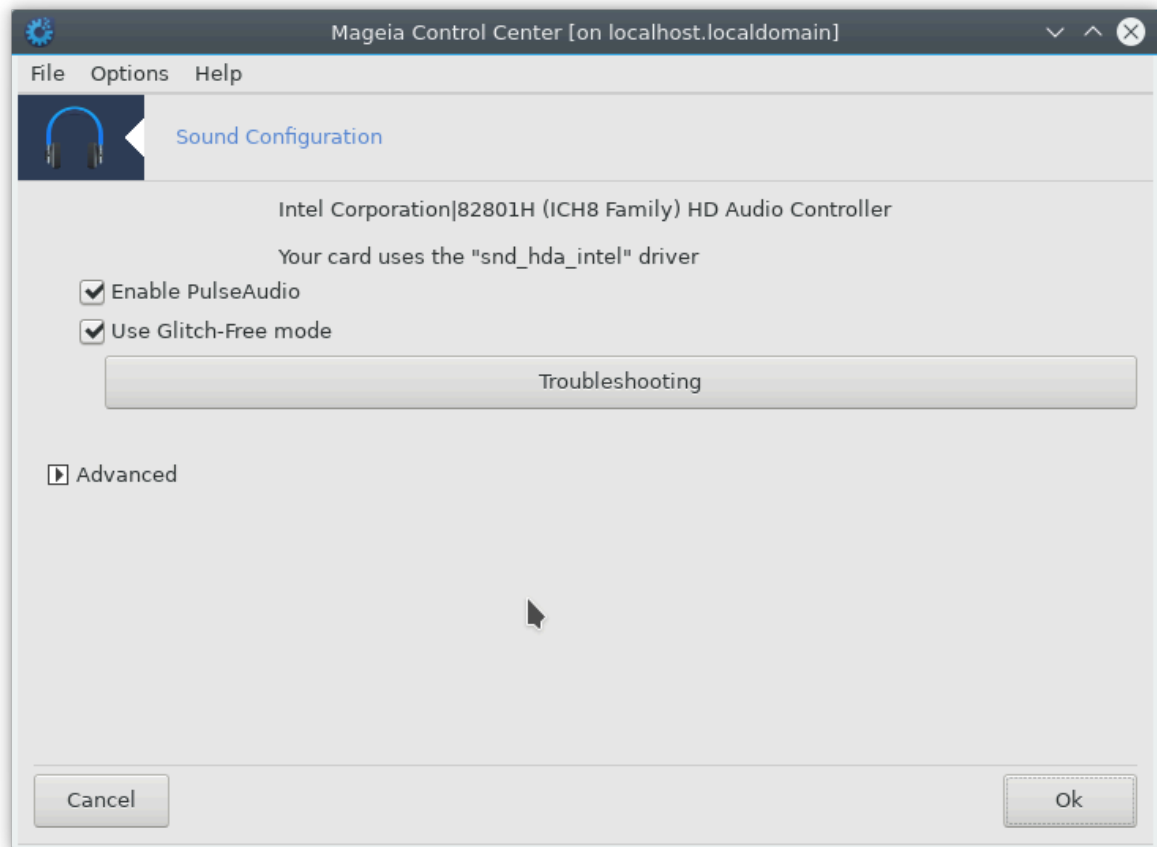 Mageia Control Center [on localhost.localdomain]
File Options Help
Sound Configuration
Intel Corporation|82801H (ICH8 Family) HD Audio Controller
Your card uses the "snd_hda_intel" driver
Enable PulseAudio
Use Glitch-Free mode
Troubleshooting
Advanced
Cancel Ok